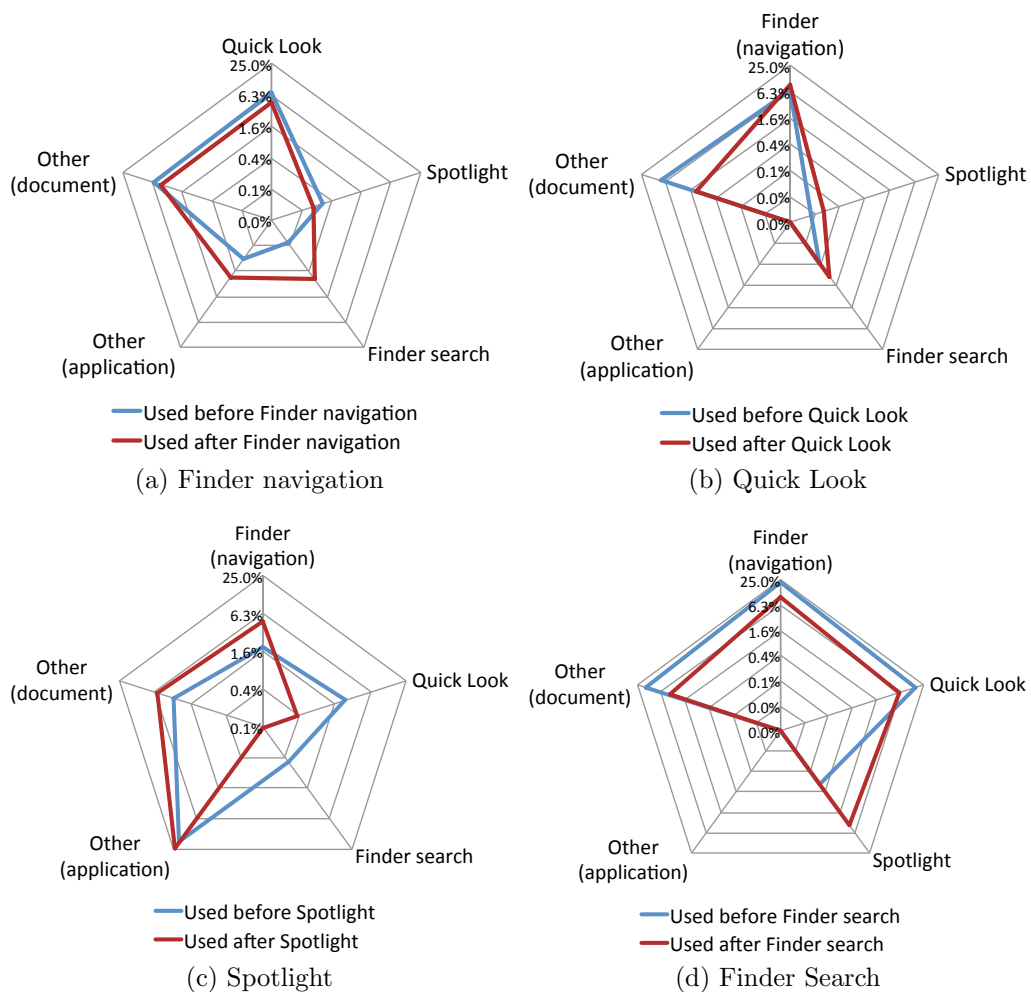 Quick Look
25.0%
6.3%
1.6%
0.4%
0.1%
0.0%
Spotlight
Finder search
Other
(application)
Other
(document)
Used before Finder navigation
Used after Finder navigation
(a) Finder navigation
Finder
(navigation)
25.0%
6.3%
1.6%
0.4%
0.1%
0.0%
0.0%
Spotlight
Finder search
Other
(application)
Other
(document)
Used before Quick Look
Used after Quick Look
(b) Quick Look
Finder
(navigation)
25.0%
6.3%
1.6%
0.4%
0.1%
Quick Look
Finder search
Other
(application)
Other
(document)
Used before Spotlight
Used after Spotlight
(c) Spotlight
Finder
(navigation)
25.0%
6.3%
1.6%
0.4%
0.1%
0.0%
0.0%
Quick Look
Spotlight
Other
(application)
Other
(document)
Used before Finder search
Used after Finder search
(d) Finder Search